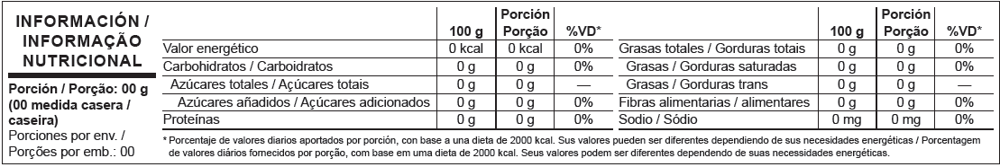 INFORMACIÓN /
INFORMAÇÃO
NUTRICIONAL
Porción / Porção: 00 g
(00 medida casera /
caseira)
Porciones por env. /
Porções por emb.: 00
100 g Porción Porção %VD*
Valor energético 0 kcal 0 kcal 0%
Carbohidratos / Carboidratos 0 g 0 g 0%
Azúcares totales / Açúcares totais 0 g 0 g —
Azúcares añadidos / Açúcares adicionados 0 g 0 g 0%
Proteínas 0 g 0 g 0%
100 g Porción Porção %VD*
Grasas totales / Gorduras totais 0 g 0 g 0%
Grasas / Gorduras saturadas 0 g 0 g 0%
Grasas / Gorduras trans 0 g 0 g —
Fibras alimentarias / alimentares 0 g 0 g 0%
Sodio / Sódio 0 mg 0 mg 0%
* Porcentaje de valores diarios aportados por porción, con base a una dieta de 2000 kcal. Sus valores pueden ser diferentes dependiendo de sus necesidades energéticas / Porcentagem
de valores diários fornecidos por porção, com base em uma dieta de 2000 kcal. Seus valores podem ser diferentes dependendo de suas necesidades energéticas.